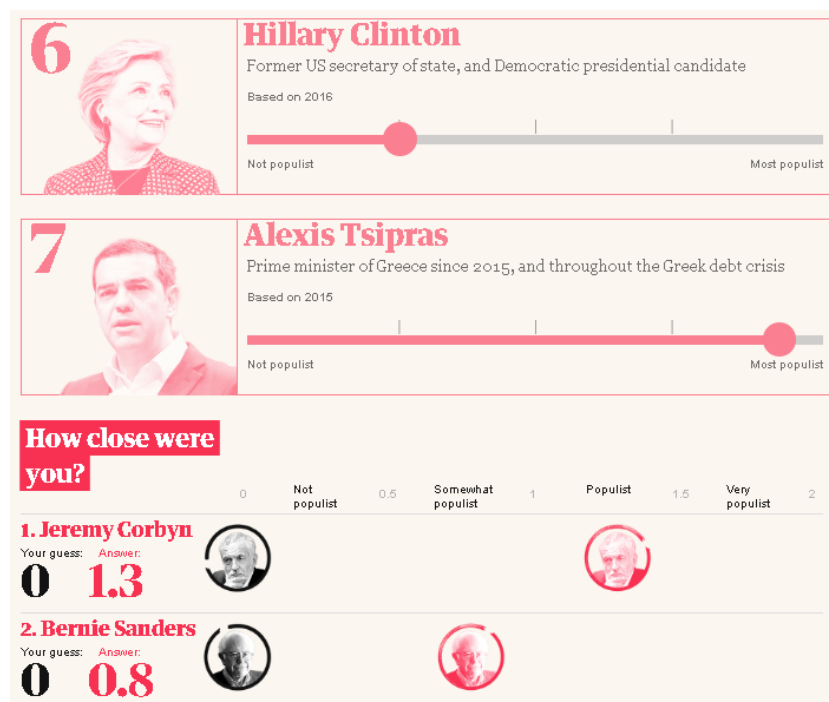 6
Hillary Clinton
Former US secretary of state, and Democratic presidential candidate
Based on 2016
Not populist Most populist
7
Alexis Tsipras
Prime minister of Greece since 2015, and throughout the Greek debt crisis
Based on 2015
Not populist Most populist
How close were
you?
0 Not populist 0.5 Somewhat populist 1 Populist 1.5 Very populist 2
1. Jeremy Corbyn
Your guess: Answer:
0 1.3
2. Bernie Sanders
Your guess: Answer:
0 0.8